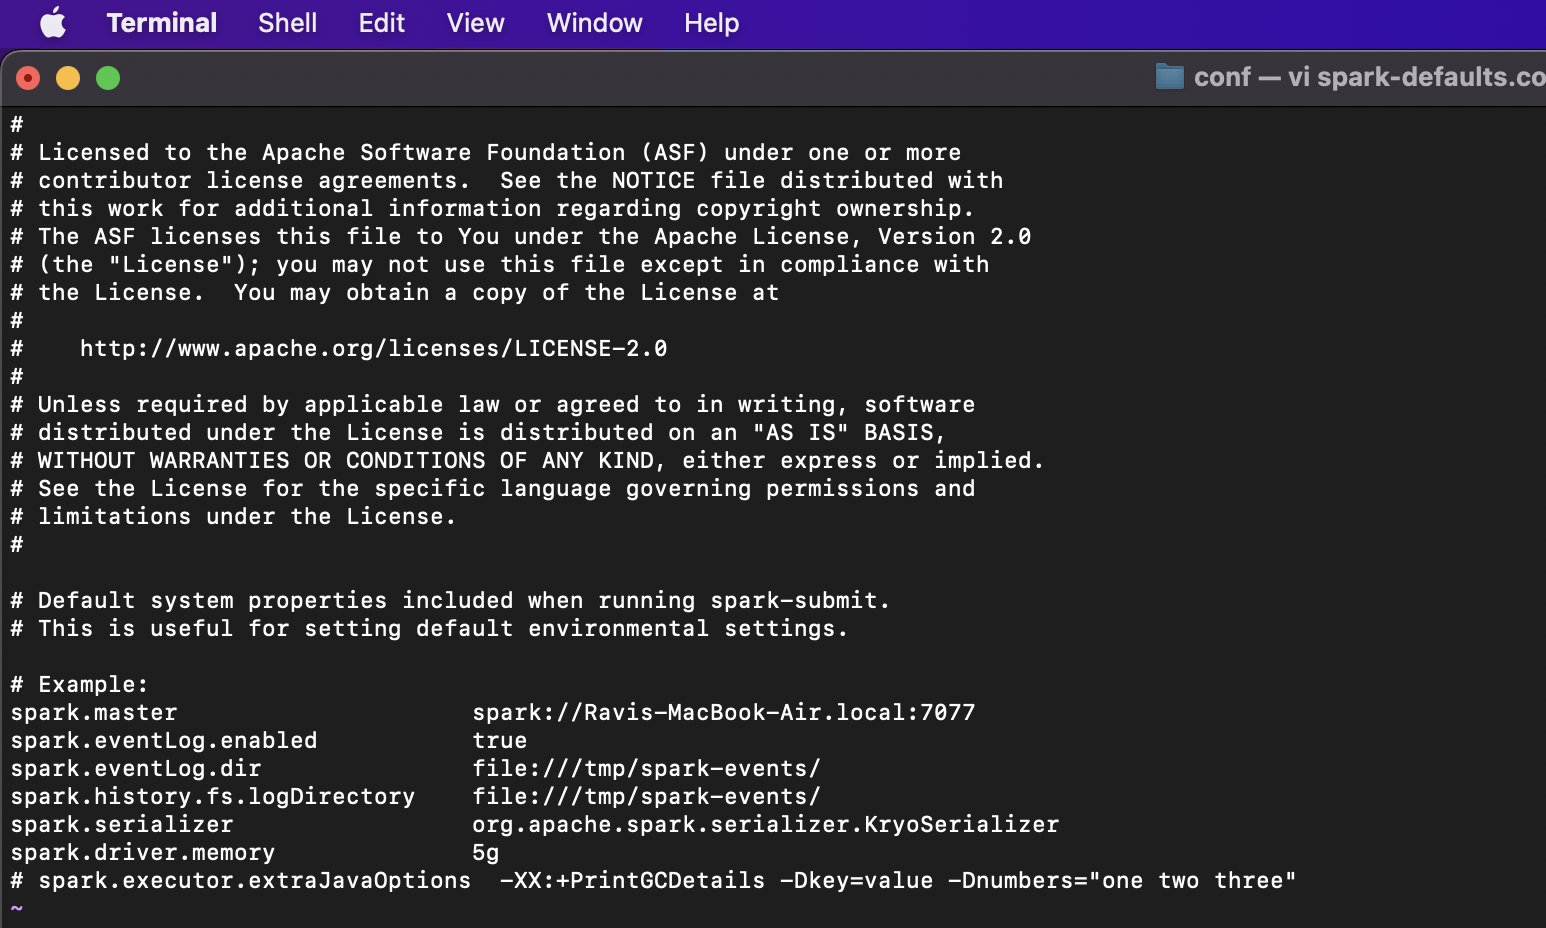 Terminal Shell Edit View Window Help
conf — vi spark-defaults.co
#
# Licensed to the Apache Software Foundation (ASF) under one or more
# contributor license agreements.  See the NOTICE file distributed with
# this work for additional information regarding copyright ownership.
# The ASF licenses this file to You under the Apache License, Version 2.0
# (the "License"); you may not use this file except in compliance with
# the License.  You may obtain a copy of the License at
#
#    http://www.apache.org/licenses/LICENSE-2.0
#
# Unless required by applicable law or agreed to in writing, software
# distributed under the License is distributed on an "AS IS" BASIS,
# WITHOUT WARRANTIES OR CONDITIONS OF ANY KIND, either express or implied.
# See the License for the specific language governing permissions and
# limitations under the License.
#

# Default system properties included when running spark-submit.
# This is useful for setting default environmental settings.

# Example:
spark.master                     spark://Ravis-MacBook-Air.local:7077
spark.eventLog.enabled           true
spark.eventLog.dir               file:///tmp/spark-events/
spark.history.fs.logDirectory    file:///tmp/spark-events/
spark.serializer                 org.apache.spark.serializer.KryoSerializer
spark.driver.memory              5g
# spark.executor.extraJavaOptions  -XX:+PrintGCDetails -Dkey=value -Dnumbers="one two three"
~